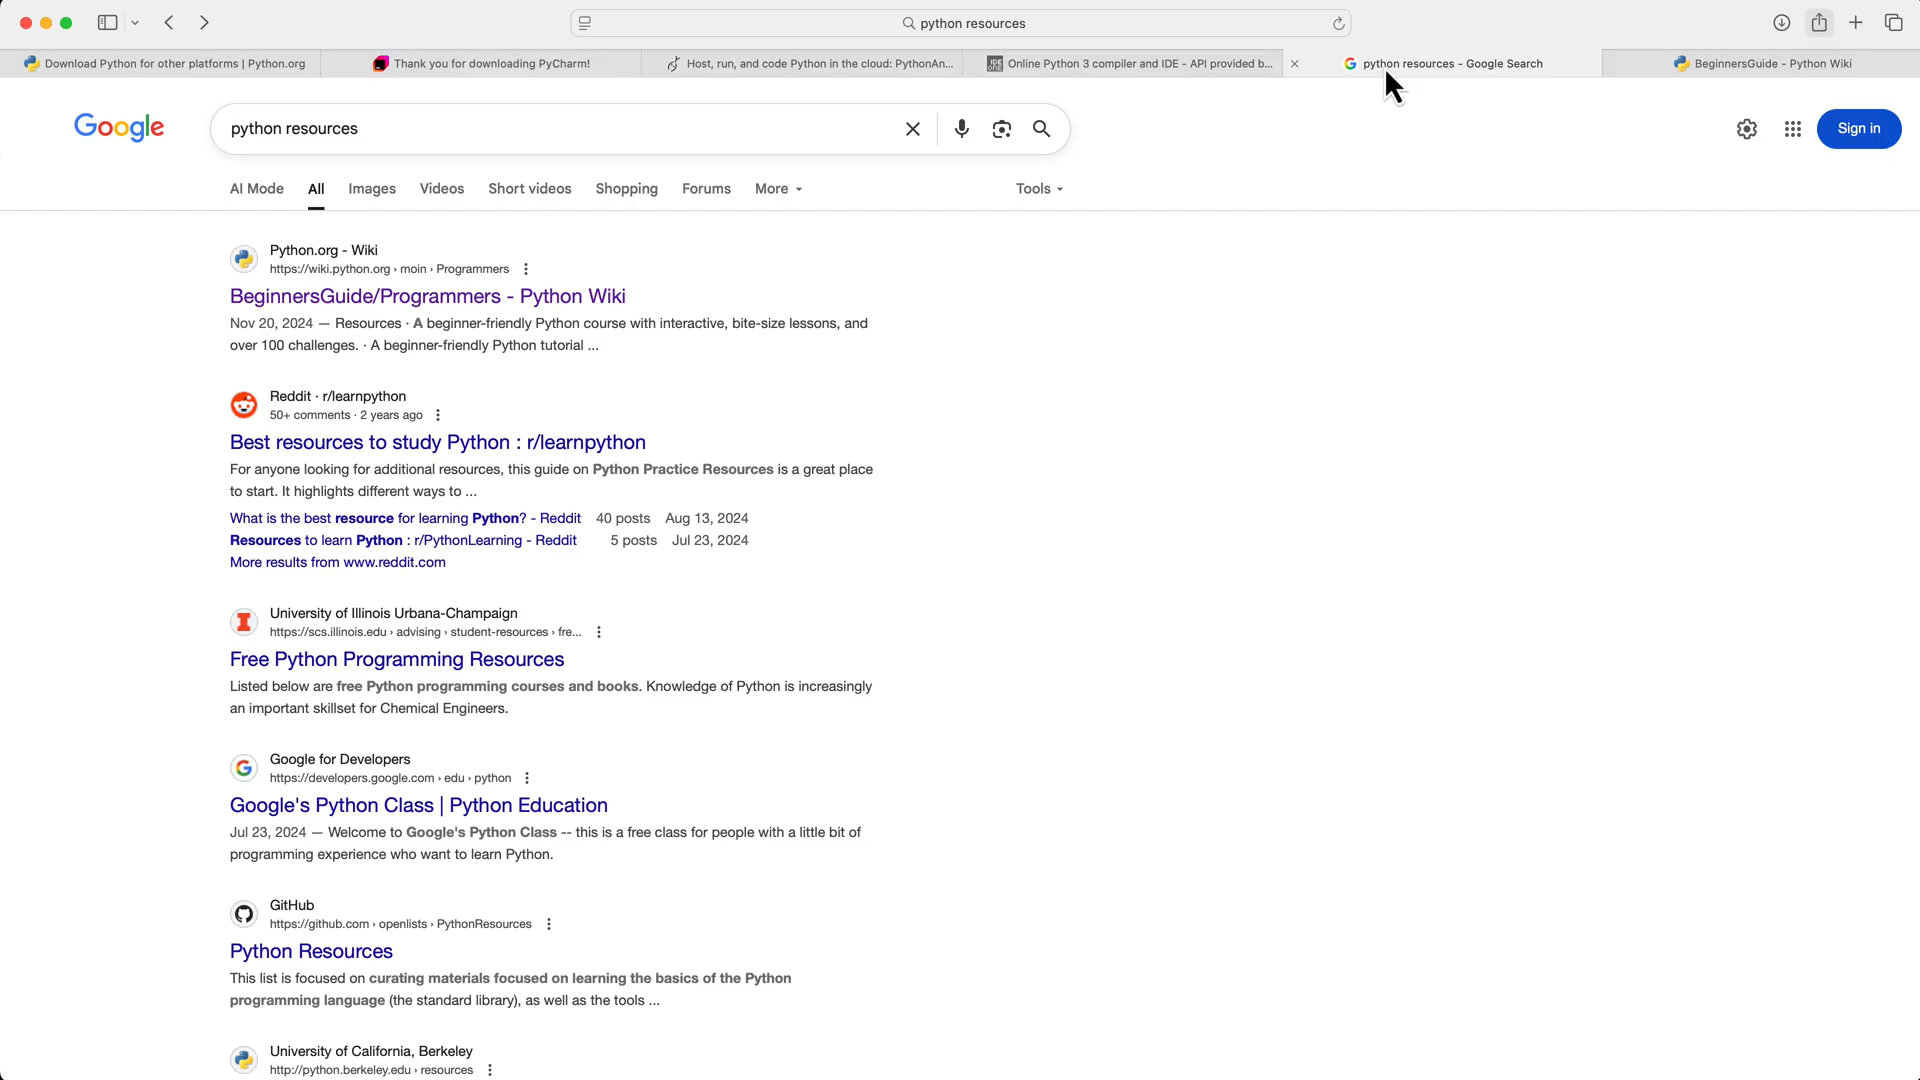 python resources
Download Python for other platforms | Python.org
Thank you for downloading PyCharm!
Host, run, and code Python in the cloud: PythonAn...
Online Python 3 compiler and IDE - API provided b...
python resources - Google Search
BeginnersGuide - Python Wiki
Google
python resources
Sign in
AI Mode
All
Images
Videos
Short videos
Shopping
Forums
More
Tools
Python.org - Wiki
https://wiki.python.org › moin › Programmers
BeginnersGuide/Programmers - Python Wiki
Nov 20, 2024 — Resources · A beginner-friendly Python course with interactive, bite-size lessons, and
over 100 challenges. · A beginner-friendly Python tutorial ...
Reddit · r/learnpython
50+ comments · 2 years ago
Best resources to study Python : r/learnpython
For anyone looking for additional resources, this guide on Python Practice Resources is a great place
to start. It highlights different ways to ...
What is the best resource for learning Python? - Reddit 40 posts Aug 13, 2024
Resources to learn Python : r/PythonLearning - Reddit 5 posts Jul 23, 2024
More results from www.reddit.com
University of Illinois Urbana-Champaign
https://scs.illinois.edu › advising › student-resources › fre...
Free Python Programming Resources
Listed below are free Python programming courses and books. Knowledge of Python is increasingly
an important skillset for Chemical Engineers.
Google for Developers
https://developers.google.com › edu › python
Google's Python Class | Python Education
Jul 23, 2024 — Welcome to Google's Python Class -- this is a free class for people with a little bit of
programming experience who want to learn Python.
GitHub
https://github.com › openlists › PythonResources
Python Resources
This list is focused on curating materials focused on learning the basics of the Python
programming language (the standard library), as well as the tools ...
University of California, Berkeley
http://python.berkeley.edu › resources